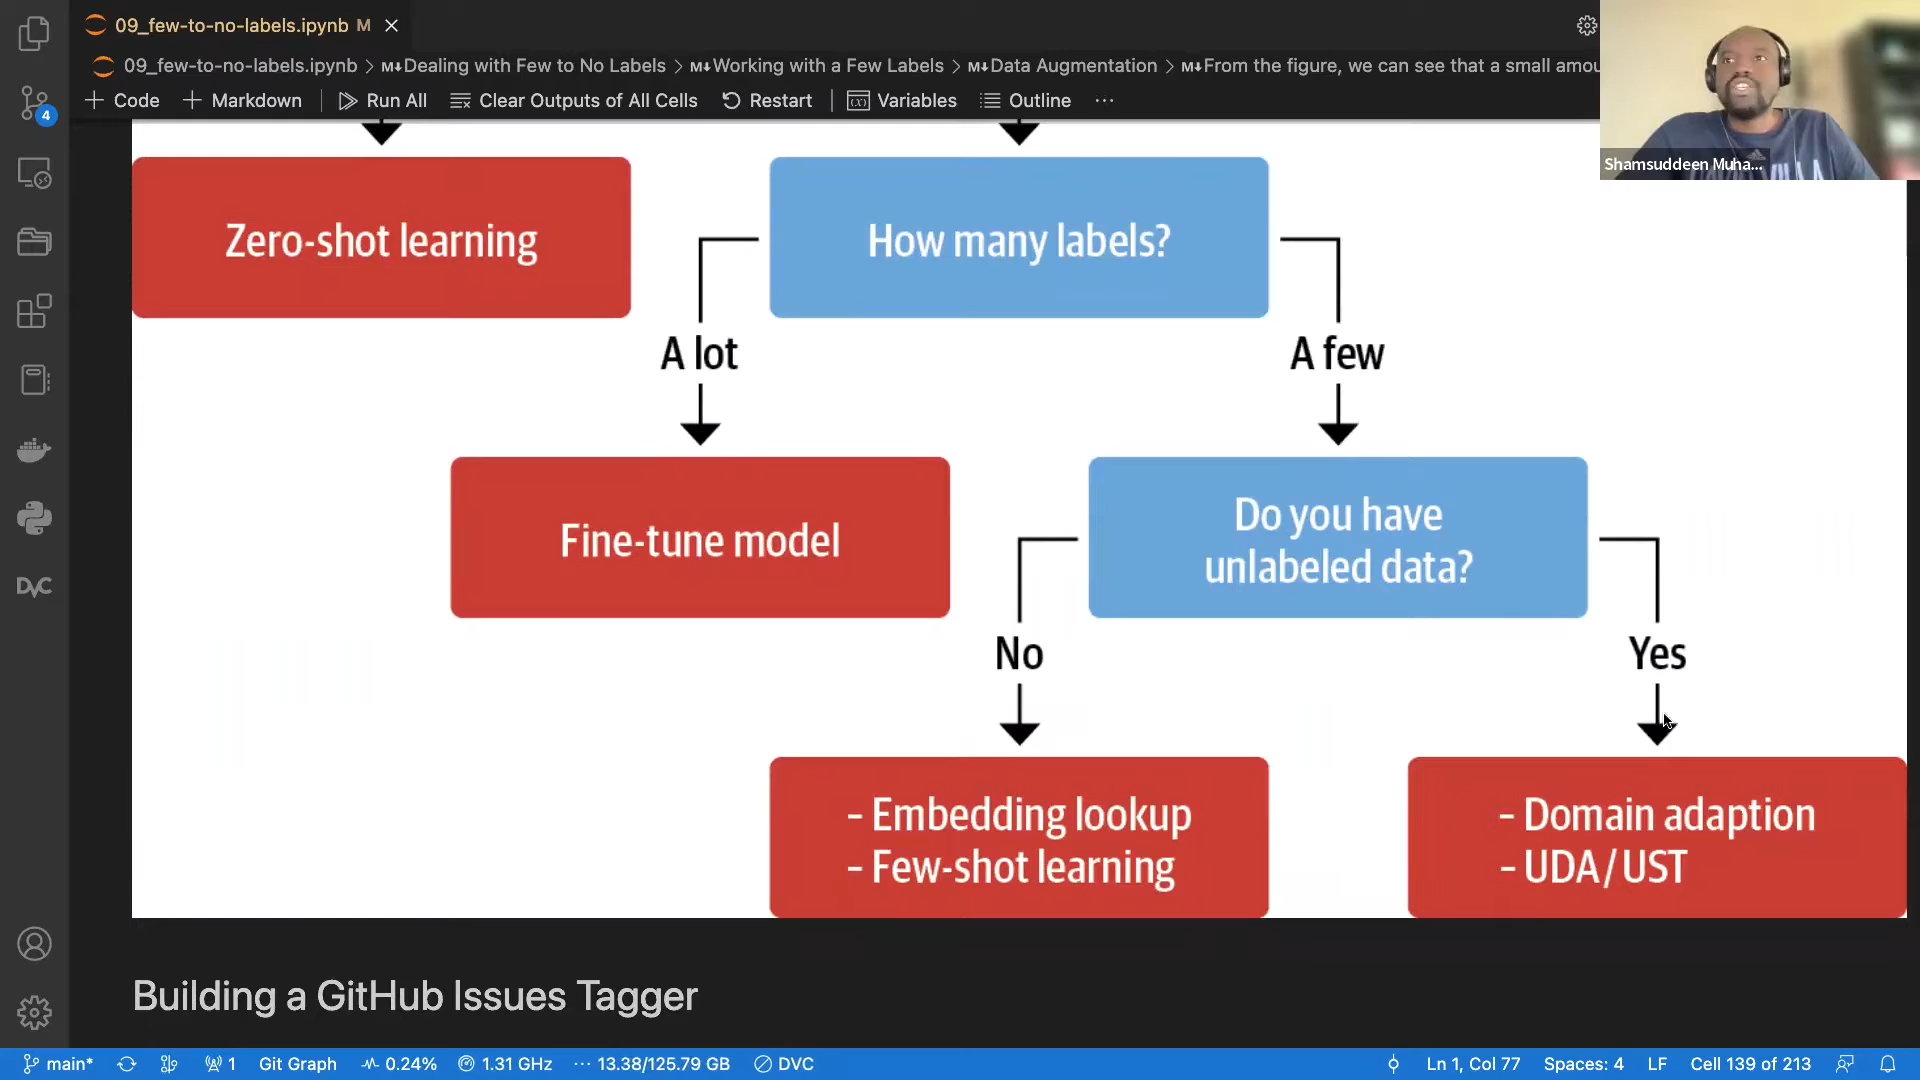 09_few-to-no-labels.ipynb M
09_few-to-no-labels.ipynb > M↓Dealing with Few to No Labels > M↓Working with a Few Labels > M↓Data Augmentation > M↓From the figure, we can see that a small amou
+ Code + Markdown Run All Clear Outputs of All Cells Restart Variables Outline ...
Shamsuddeen Muha...
4
Zero-shot learning
How many labels?
A lot
A few
Fine-tune model
Do you have
unlabeled data?
No
Yes
- Embedding lookup
- Few-shot learning
- Domain adaption
- UDA/UST
DVC
Building a GitHub Issues Tagger
main* 1 Git Graph 0.24% 1.31 GHz ... 13.38/125.79 GB DVC Ln 1, Col 77 Spaces: 4 LF Cell 139 of 213